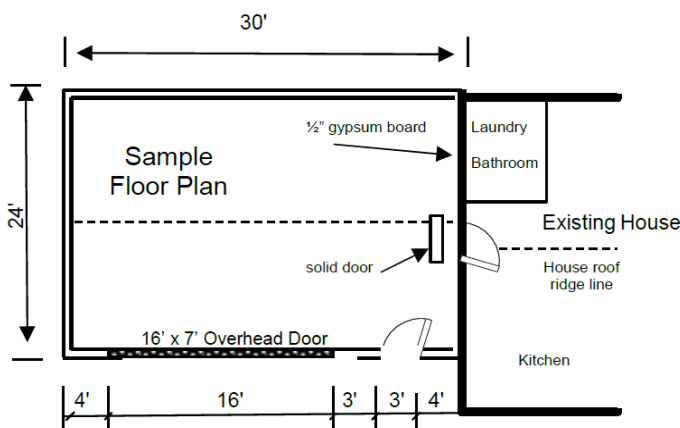 30'
½” gypsum board
Laundry
Bathroom
Sample
Floor Plan
24'
Existing House
solid door
House roof
ridge line
16’ x 7’ Overhead Door
Kitchen
4'
16'
3'
3'
4'